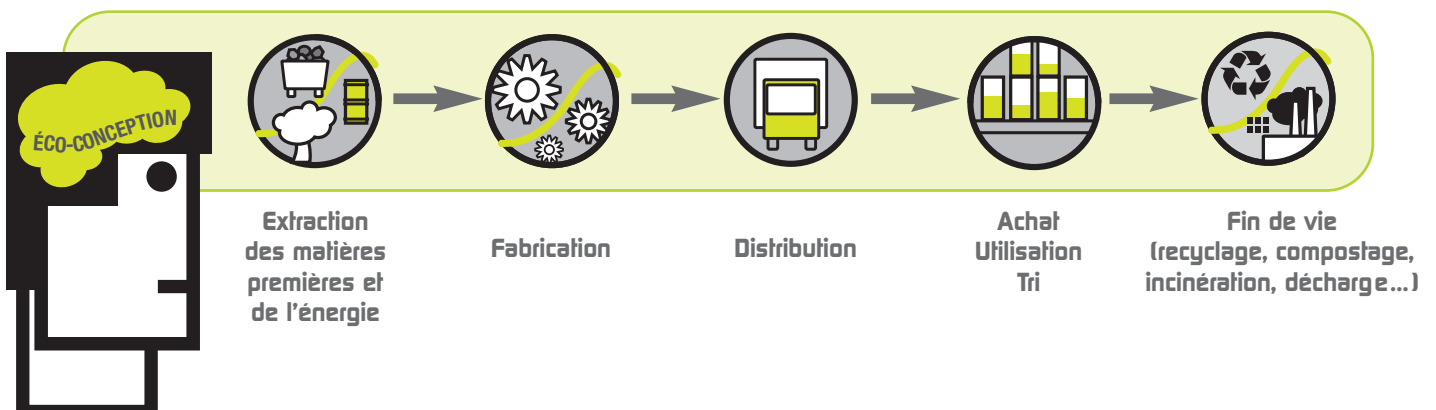 ÉCO-CONCEPTION
Extraction
des matières
premières et
de l'énergie
Fabrication
Distribution
Achat
Utilisation
Tri
Fin de vie
(recyclage, compostage,
incinération, décharge...)